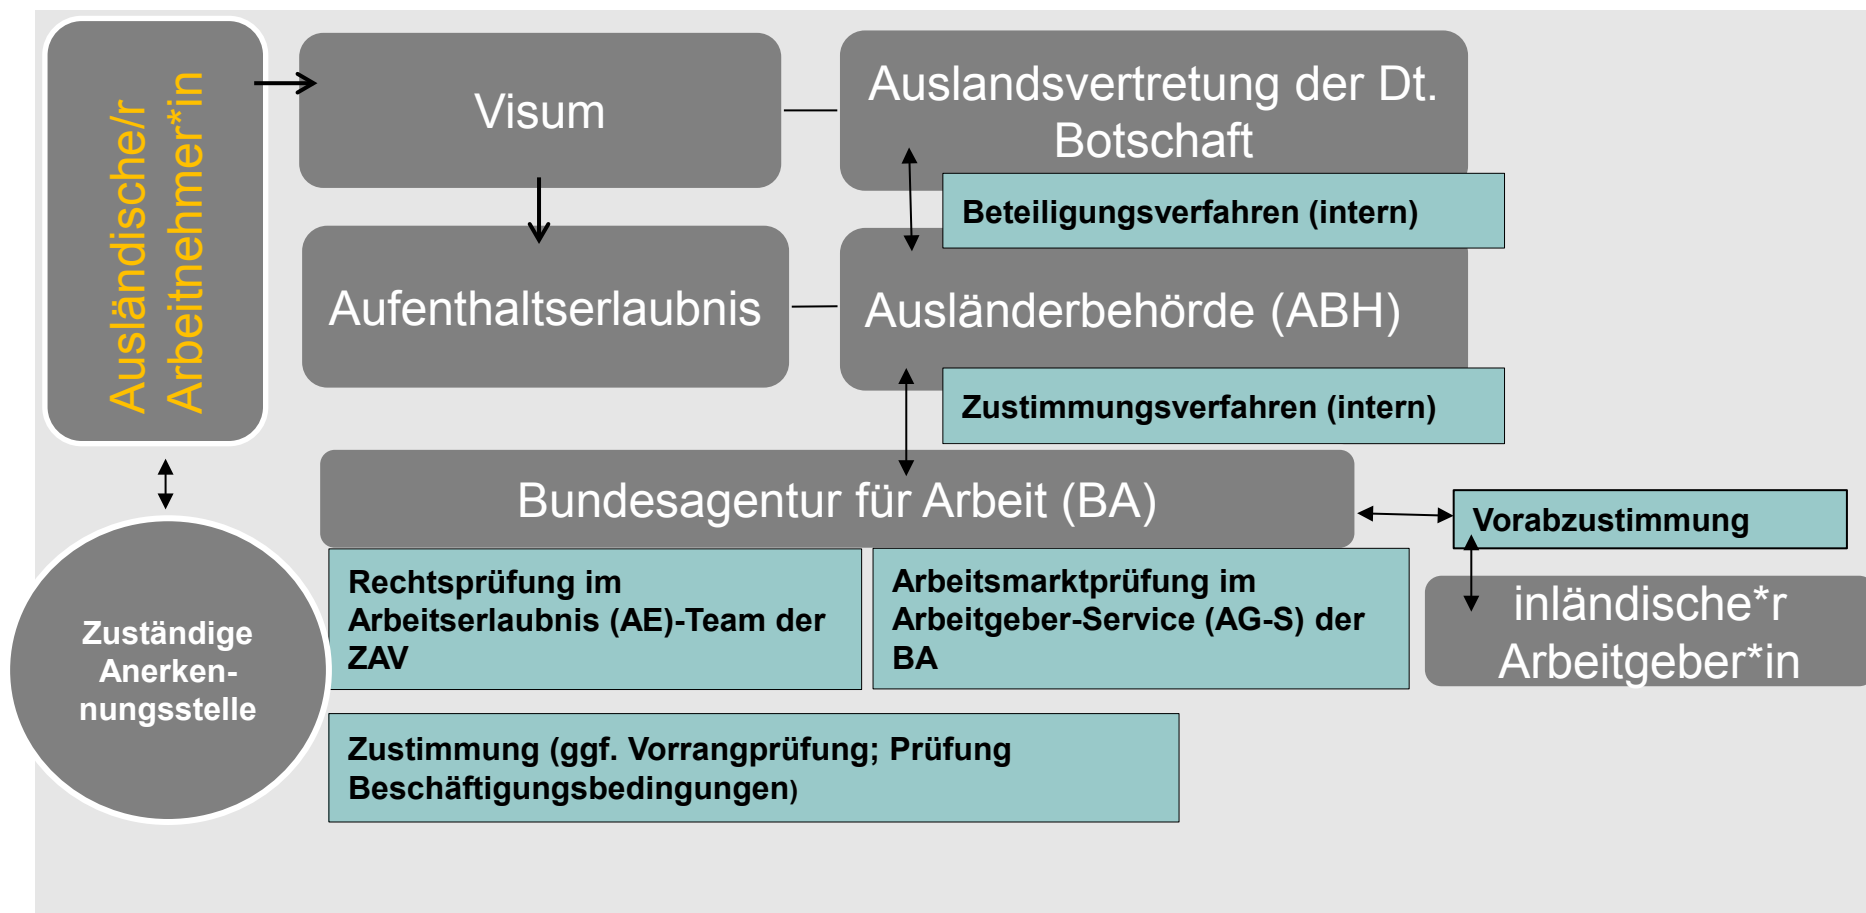 Ausländische/r
Arbeitnehmer*in
Visum
Auslandsvertretung der Dt.
Botschaft
Beteiligungsverfahren (intern)
Aufenthaltserlaubnis
Ausländerbehörde (ABH)
Zustimmungsverfahren (intern)
Bundesagentur für Arbeit (BA)
Vorabzustimmung
Rechtsprüfung im
Arbeitserlaubnis (AE)-Team der
ZAV
Arbeitsmarktprüfung im
Arbeitgeber-Service (AG-S) der
BA
inländische*r
Arbeitgeber*in
Zuständige
Anerken-
nungsstelle
Zustimmung (ggf. Vorrangprüfung; Prüfung
Beschäftigungsbedingungen)